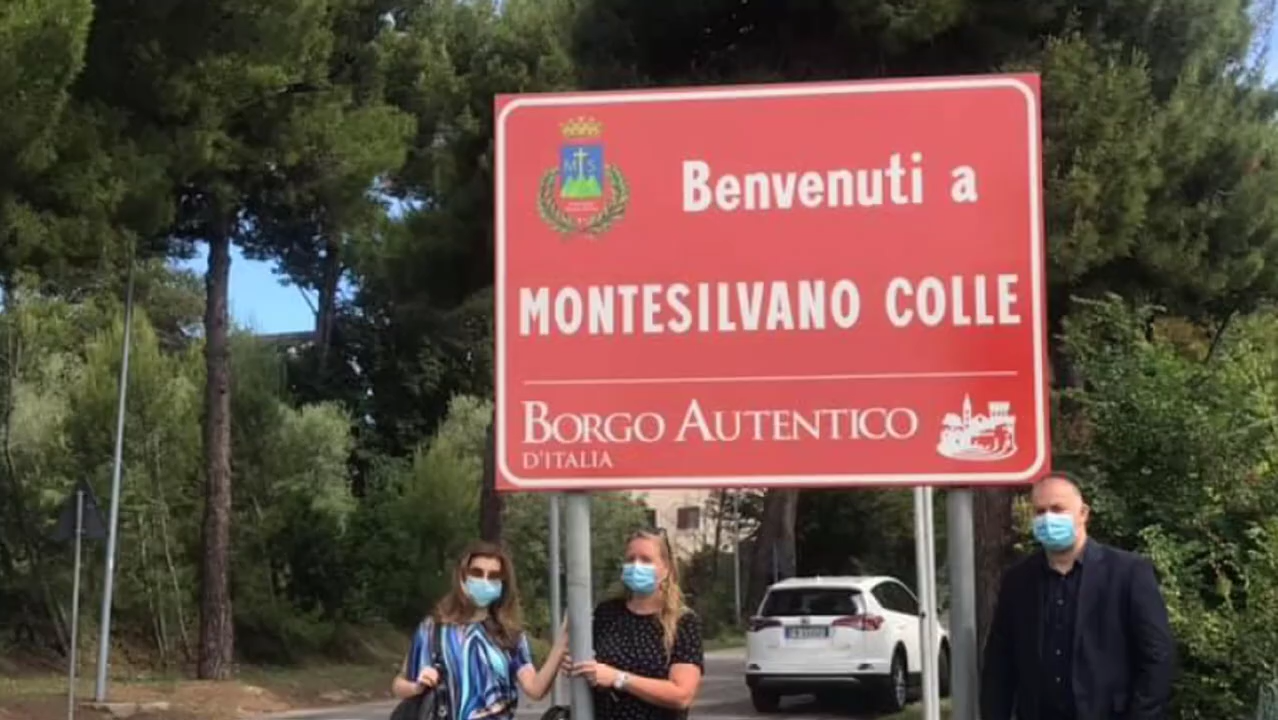 M S
Benvenuti a
MONTESILVANO COLLE
BORGO AUTENTICO
D'ITALIA